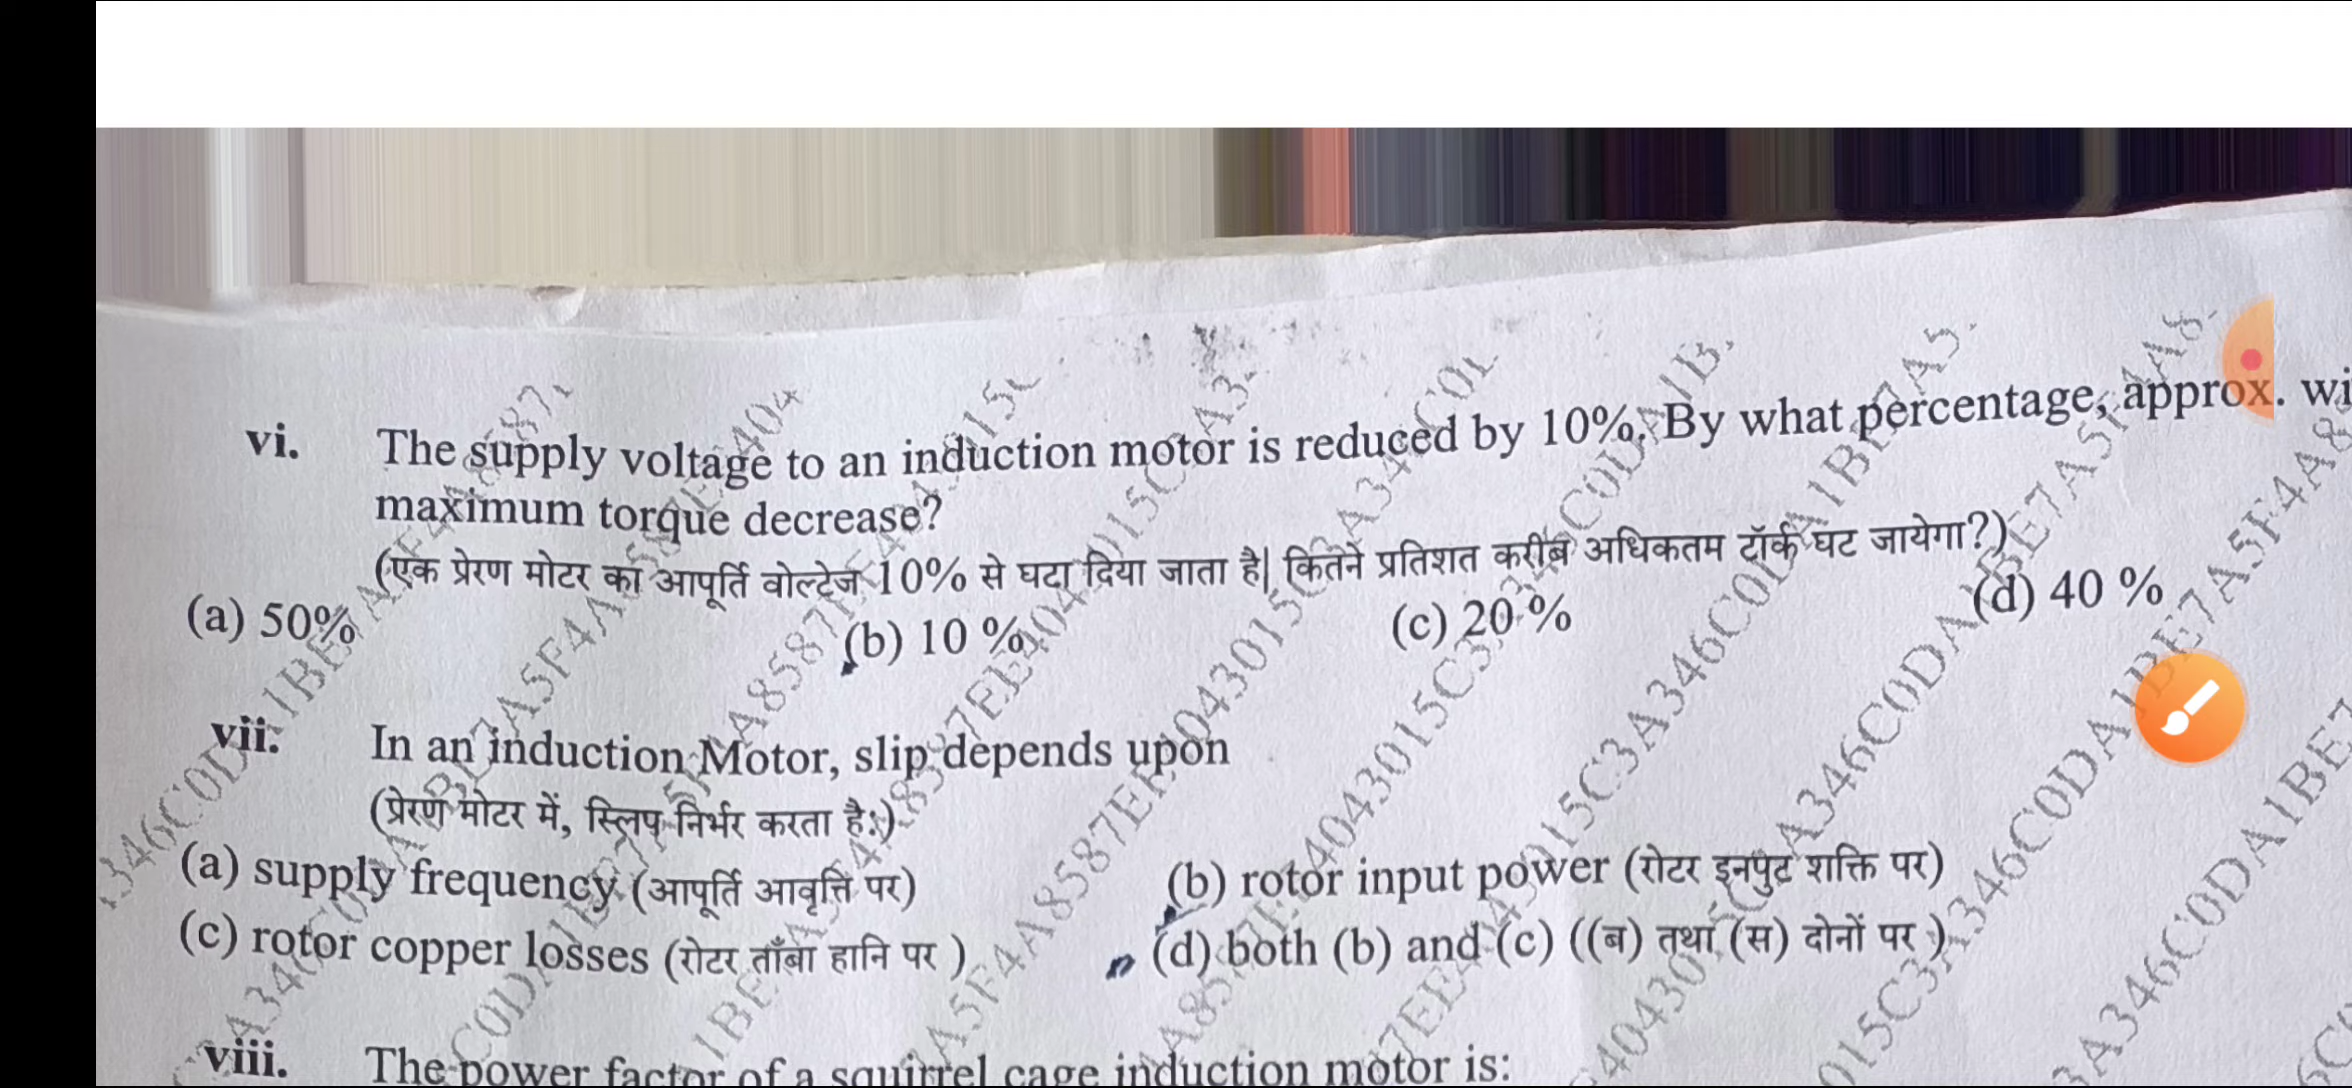 vi. The supply voltage to an induction motor is reduced by 10%. By what percentage, approx. wi
maximum torque decrease?
(एक प्रेरण मोटर का आपूर्ति वोल्टेज 10% से घटा दिया जाता है| कितने प्रतिशत करीब अधिकतम टॉर्क घट जायेगा?)
(a) 50% (b) 10 % (c) 20 % (d) 40 %
vii. In an induction Motor, slip depends upon
(प्रेरण मोटर में, स्लिप निर्भर करता है:)
(a) supply frequency (आपूर्ति आवृत्ति पर) (b) rotor input power (रोटर इनपुट शक्ति पर)
(c) rotor copper losses (रोटर ताँबा हानि पर ) (d) both (b) and (c) ((ब) तथा (स) दोनों पर )
viii. The power factor of a squirrel cage induction motor is: